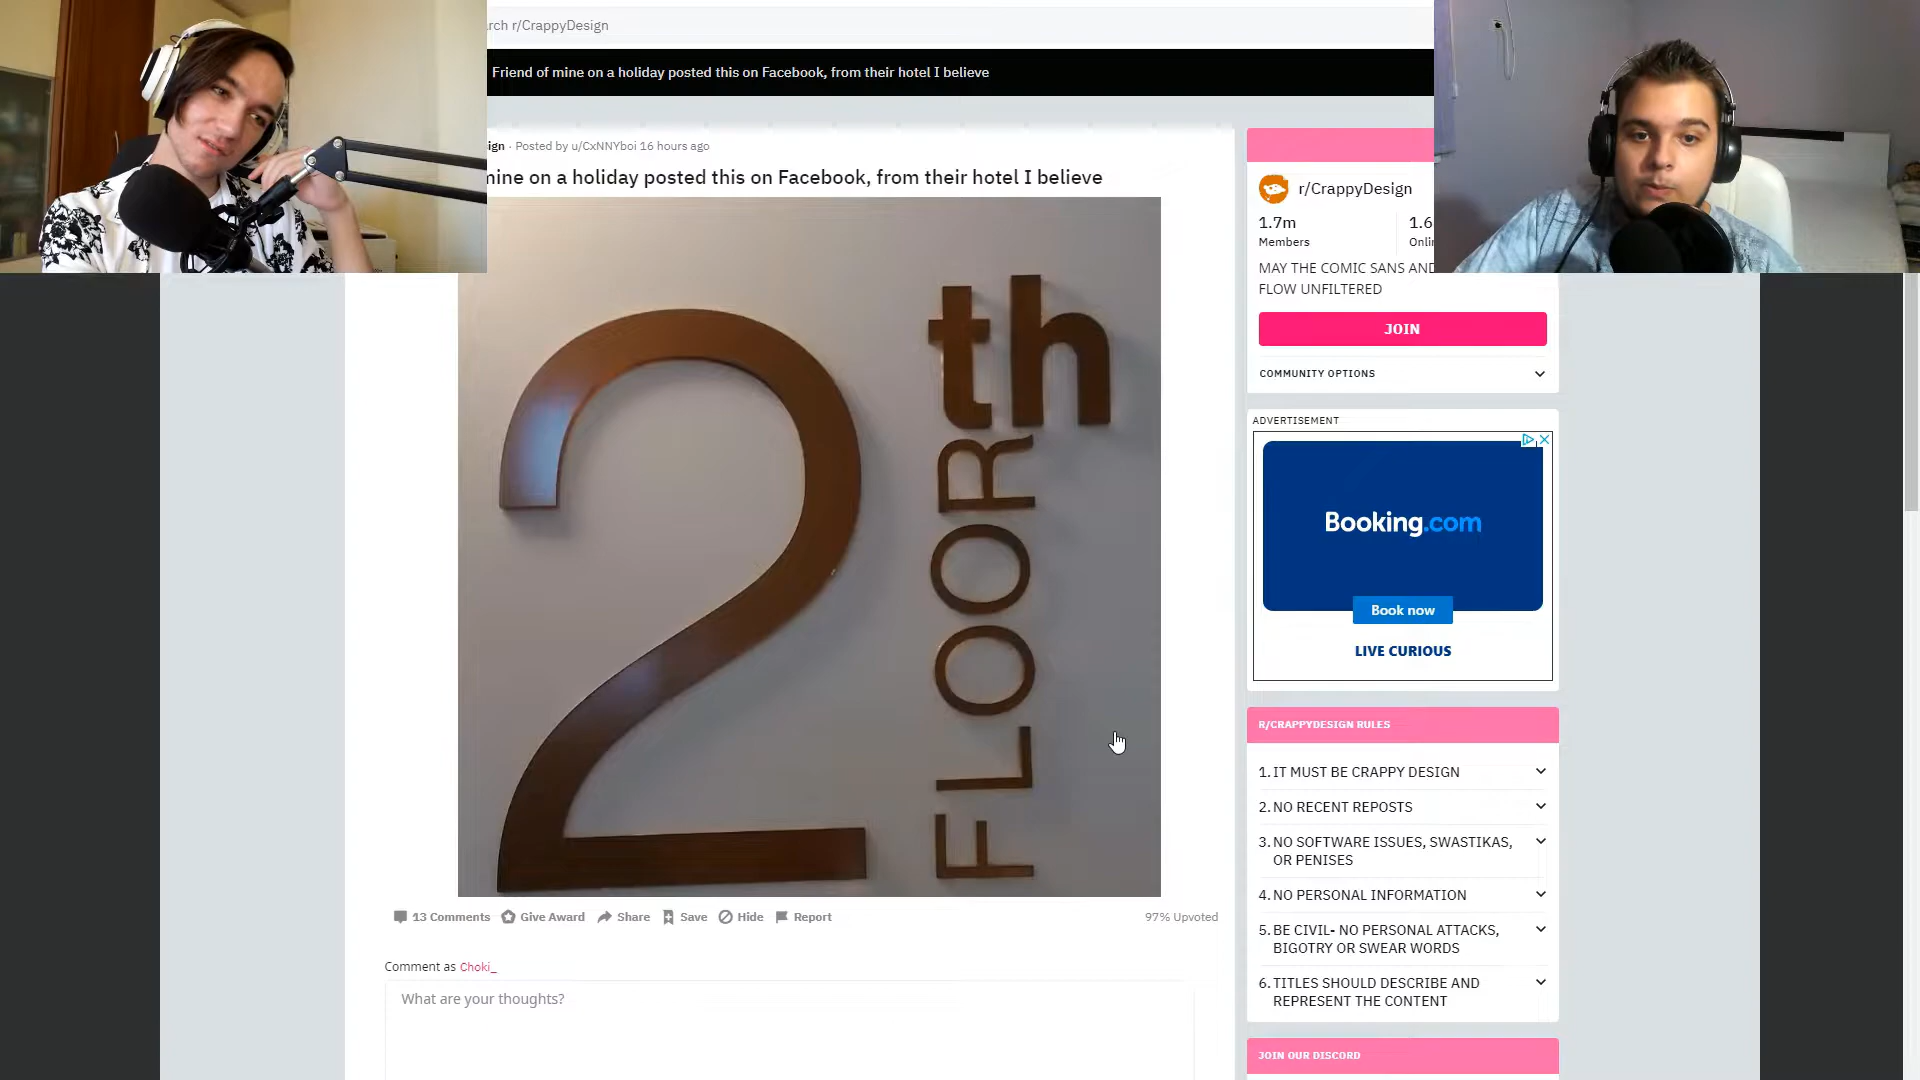 rch r/CrappyDesign
Friend of mine on a holiday posted this on Facebook, from their hotel I believe
ign · Posted by u/CxNNYboi 16 hours ago
mine on a holiday posted this on Facebook, from their hotel I believe
2th
FLOOR
13 Comments Give Award Share Save Hide Report
97% Upvoted
Comment as Choki_
What are your thoughts?
r/CrappyDesign
1.7m
Members
1.6
Onli
MAY THE COMIC SANS AND
FLOW UNFILTERED
JOIN
COMMUNITY OPTIONS
ADVERTISEMENT
Booking.com
Book now
LIVE CURIOUS
R/CRAPPYDESIGN RULES
1. IT MUST BE CRAPPY DESIGN
2. NO RECENT REPOSTS
3. NO SOFTWARE ISSUES, SWASTIKAS,
OR PENISES
4. NO PERSONAL INFORMATION
5. BE CIVIL- NO PERSONAL ATTACKS,
BIGOTRY OR SWEAR WORDS
6. TITLES SHOULD DESCRIBE AND
REPRESENT THE CONTENT
JOIN OUR DISCORD